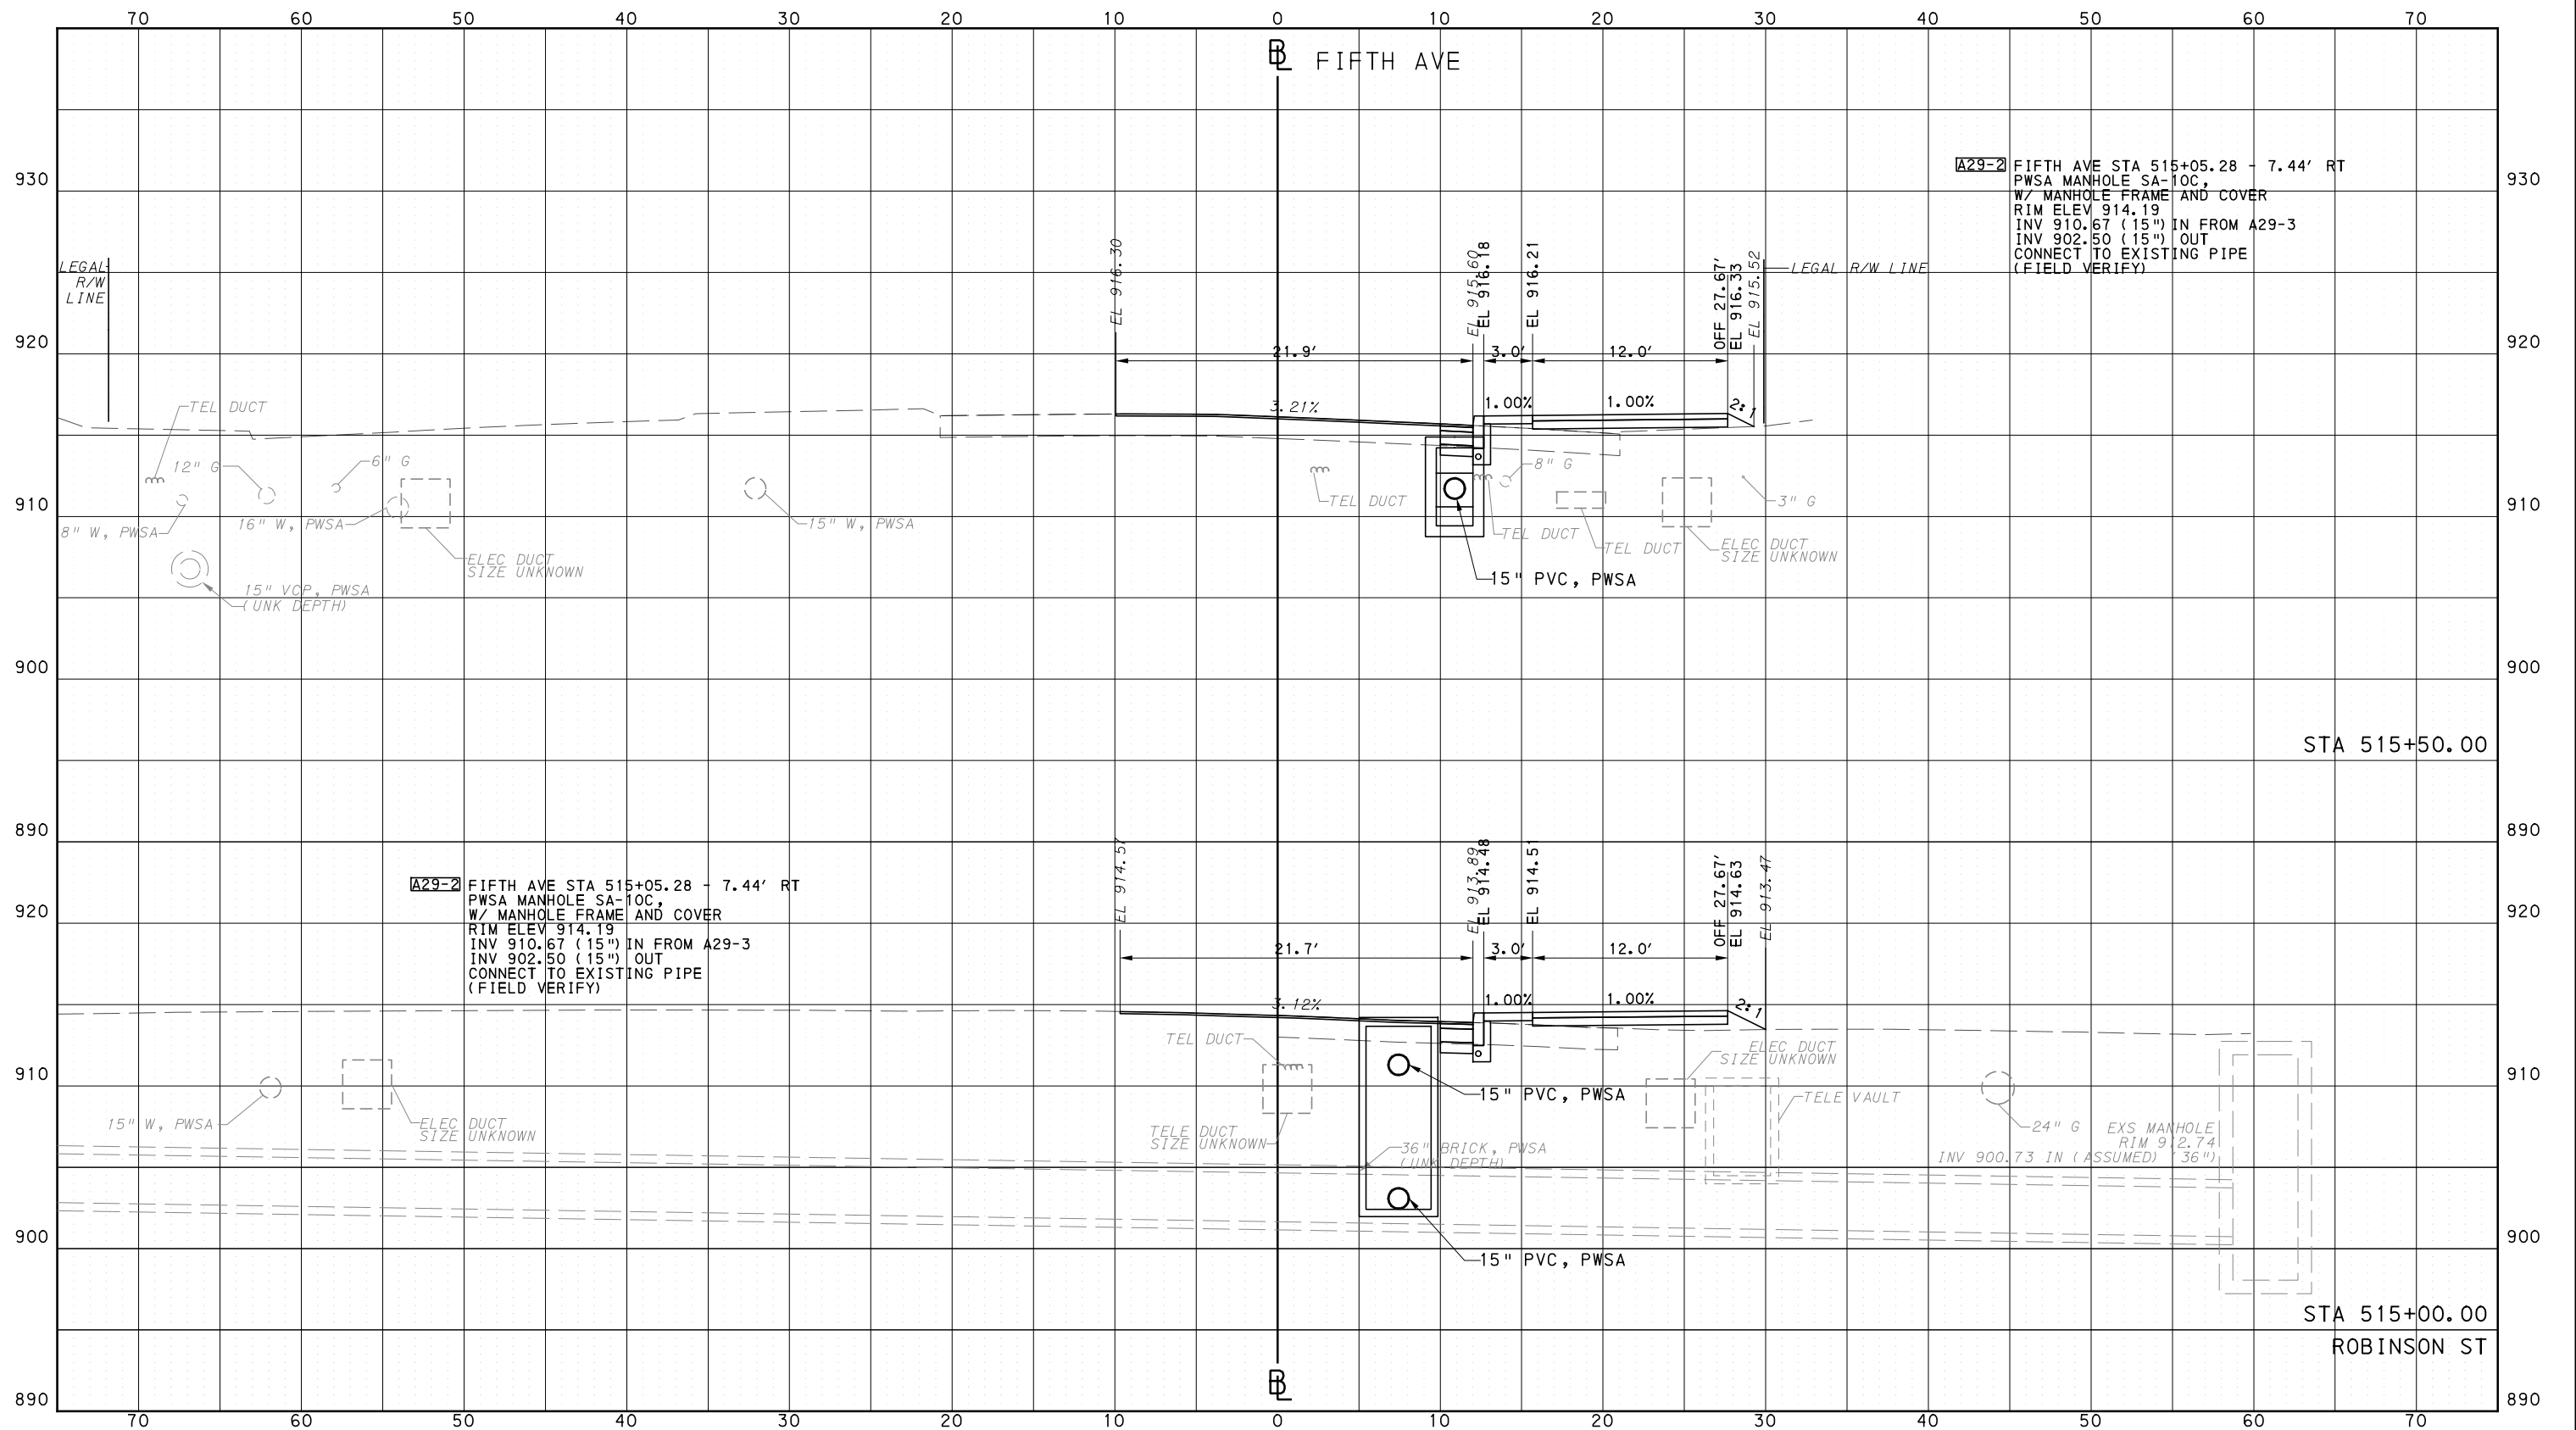 70 60 50 40 30 20 10 0 10 20 30 40 50 60 70
BL FIFTH AVE
930 930
A29-2 FIFTH AVE STA 515+05.28 - 7.44' RT
PWSA MANHOLE SA-10C,
W/ MANHOLE FRAME AND COVER
RIM ELEV 914.19
INV 910.67 (15") IN FROM A29-3
INV 902.50 (15") OUT
CONNECT TO EXISTING PIPE
(FIELD VERIFY)
LEGAL
R/W
LINE
EL 916.30
EL 915.60
EL 916.18
EL 916.21
OFF 27.67'
EL 916.33
EL 915.52
LEGAL R/W LINE
920 920
21.9' 3.0' 12.0'
3.21% 1.00% 1.00% 2:1
TEL DUCT
12" G
6" G
8" W, PWSA
16" W, PWSA
ELEC DUCT
SIZE UNKNOWN
15" VCP, PWSA
(UNK DEPTH)
15" W, PWSA
TEL DUCT
8" G
TEL DUCT
TEL DUCT
3" G
ELEC DUCT
SIZE UNKNOWN
15" PVC, PWSA
910 910
900 900
STA 515+50.00
890 890
A29-2 FIFTH AVE STA 515+05.28 - 7.44' RT
PWSA MANHOLE SA-10C,
W/ MANHOLE FRAME AND COVER
RIM ELEV 914.19
INV 910.67 (15") IN FROM A29-3
INV 902.50 (15") OUT
CONNECT TO EXISTING PIPE
(FIELD VERIFY)
EL 914.57
EL 913.89
EL 914.48
EL 914.51
OFF 27.67'
EL 914.63
EL 913.47
920 920
21.7' 3.0' 12.0'
3.12% 1.00% 1.00% 2:1
TEL DUCT
ELEC DUCT
SIZE UNKNOWN
910 910
15" PVC, PWSA
TELE VAULT
15" W, PWSA
ELEC DUCT
SIZE UNKNOWN
TELE DUCT
SIZE UNKNOWN
36" BRICK, PWSA
(UNK DEPTH)
24" G
EXS MANHOLE
RIM 912.74
INV 900.73 IN (ASSUMED) (36")
900 900
15" PVC, PWSA
STA 515+00.00
ROBINSON ST
BL
890 890
70 60 50 40 30 20 10 0 10 20 30 40 50 60 70